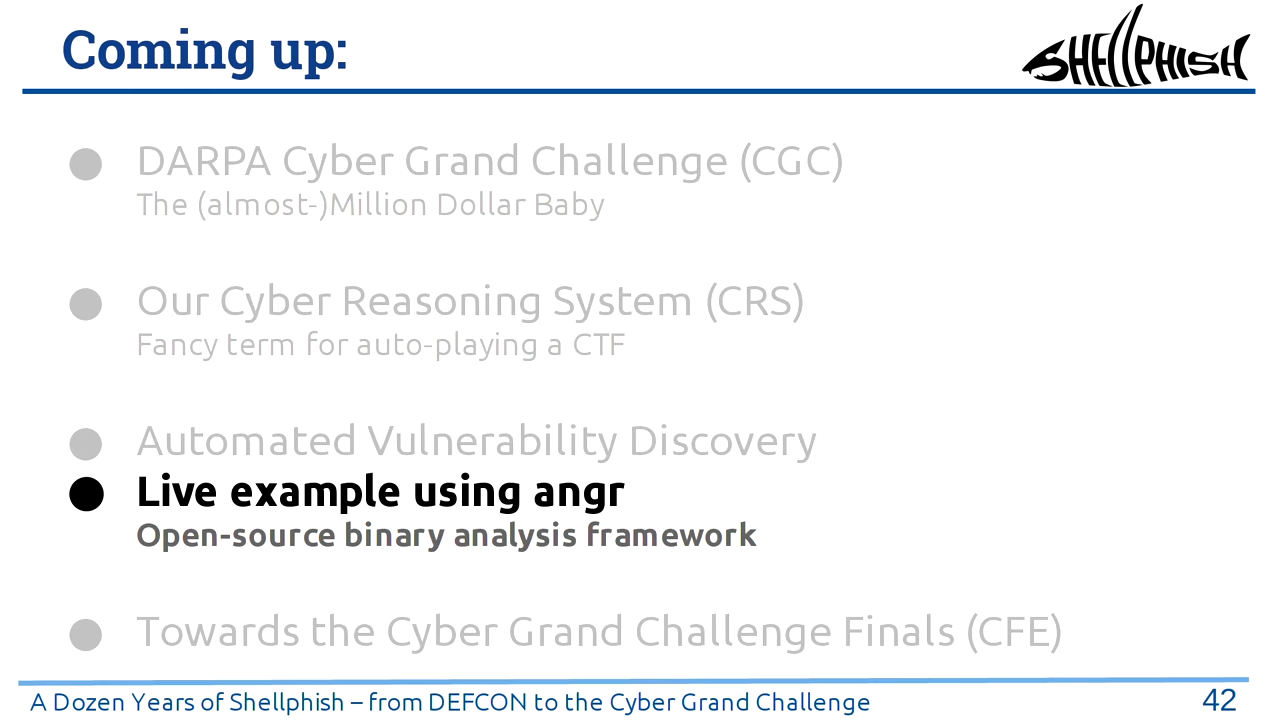 Coming up:
SHELLPHISH
● DARPA Cyber Grand Challenge (CGC)
The (almost-)Million Dollar Baby
● Our Cyber Reasoning System (CRS)
Fancy term for auto-playing a CTF
● Automated Vulnerability Discovery
● Live example using angr
Open-source binary analysis framework
● Towards the Cyber Grand Challenge Finals (CFE)
A Dozen Years of Shellphish – from DEFCON to the Cyber Grand Challenge
42